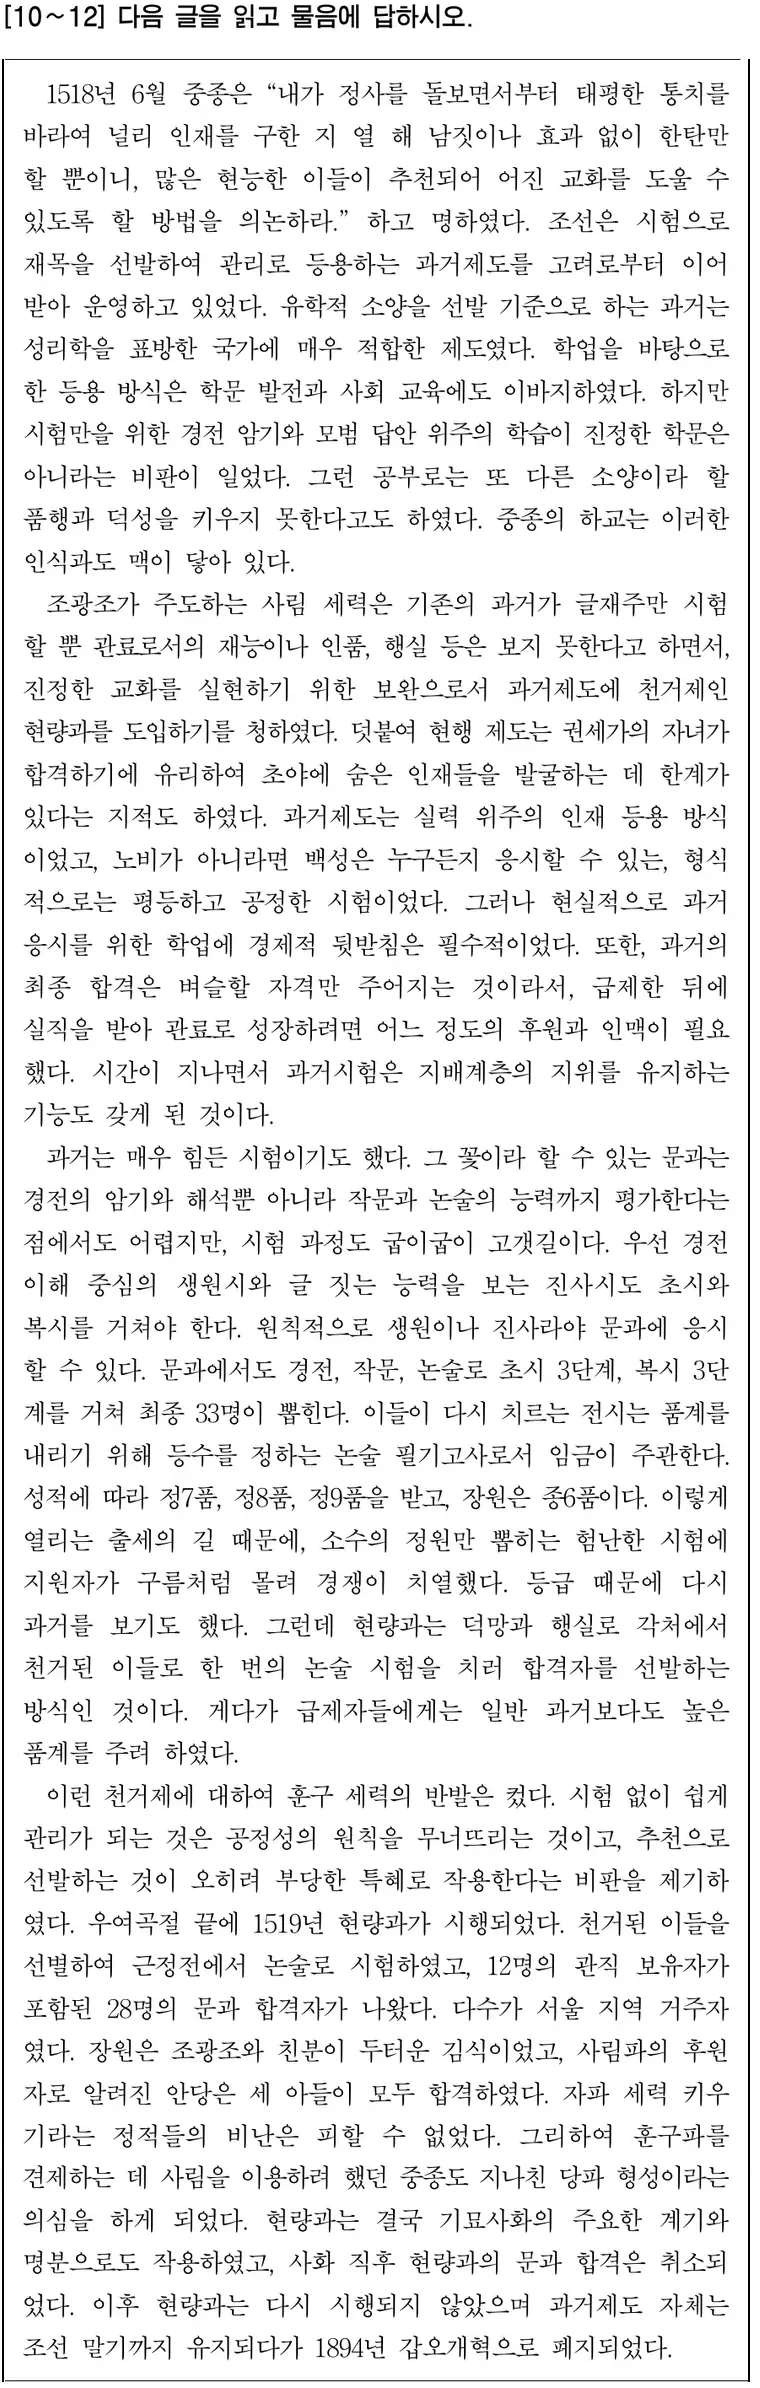 [10～12] 다음 글을 읽고 물음에 답하시오.
1518년 6월 중종은 “내가 정사를 돌보면서부터 태평한 통치를
바라여 널리 인재를 구한 지 열 해 남짓이나 효과 없이 한탄만
할 뿐이니, 많은 현능한 이들이 추천되어 어진 교화를 도울 수
있도록 할 방법을 의논하라.” 하고 명하였다. 조선은 시험으로
재목을 선발하여 관리로 등용하는 과거제도를 고려로부터 이어
받아 운영하고 있었다. 유학적 소양을 선발 기준으로 하는 과거는
성리학을 표방한 국가에 매우 적합한 제도였다. 학업을 바탕으로
한 등용 방식은 학문 발전과 사회 교육에도 이바지하였다. 하지만
시험만을 위한 경전 암기와 모범 답안 위주의 학습이 진정한 학문은
아니라는 비판이 일었다. 그런 공부로는 또 다른 소양이라 할
품행과 덕성을 키우지 못한다고도 하였다. 중종의 하교는 이러한
인식과도 맥이 닿아 있다.
조광조가 주도하는 사림 세력은 기존의 과거가 글재주만 시험
할 뿐 관료로서의 재능이나 인품, 행실 등은 보지 못한다고 하면서,
진정한 교화를 실현하기 위한 보완으로서 과거제도에 천거제인
현량과를 도입하기를 청하였다. 덧붙여 현행 제도는 권세가의 자녀가
합격하기에 유리하여 초야에 숨은 인재들을 발굴하는 데 한계가
있다는 지적도 하였다. 과거제도는 실력 위주의 인재 등용 방식
이었고, 노비가 아니라면 백성은 누구든지 응시할 수 있는, 형식
적으로는 평등하고 공정한 시험이었다. 그러나 현실적으로 과거
응시를 위한 학업에 경제적 뒷받침은 필수적이었다. 또한, 과거의
최종 합격은 벼슬할 자격만 주어지는 것이라서, 급제한 뒤에
실직을 받아 관료로 성장하려면 어느 정도의 후원과 인맥이 필요
했다. 시간이 지나면서 과거시험은 지배계층의 지위를 유지하는
기능도 갖게 된 것이다.
과거는 매우 힘든 시험이기도 했다. 그 꽃이라 할 수 있는 문과는
경전의 암기와 해석뿐 아니라 작문과 논술의 능력까지 평가한다는
점에서도 어렵지만, 시험 과정도 굽이굽이 고갯길이다. 우선 경전
이해 중심의 생원시와 글 짓는 능력을 보는 진사시도 초시와
복시를 거쳐야 한다. 원칙적으로 생원이나 진사라야 문과에 응시
할 수 있다. 문과에서도 경전, 작문, 논술로 초시 3단계, 복시 3단
계를 거쳐 최종 33명이 뽑힌다. 이들이 다시 치르는 전시는 품계를
내리기 위해 등수를 정하는 논술 필기고사로서 임금이 주관한다.
성적에 따라 정7품, 정8품, 정9품을 받고, 장원은 종6품이다. 이렇게
열리는 출세의 길 때문에, 소수의 정원만 뽑히는 험난한 시험에
지원자가 구름처럼 몰려 경쟁이 치열했다. 등급 때문에 다시
과거를 보기도 했다. 그런데 현량과는 덕망과 행실로 각처에서
천거된 이들로 한 번의 논술 시험을 치러 합격자를 선발하는
방식인 것이다. 게다가 급제자들에게는 일반 과거보다도 높은
품계를 주려 하였다.
이런 천거제에 대하여 훈구 세력의 반발은 컸다. 시험 없이 쉽게
관리가 되는 것은 공정성의 원칙을 무너뜨리는 것이고, 추천으로
선발하는 것이 오히려 부당한 특혜로 작용한다는 비판을 제기하
였다. 우여곡절 끝에 1519년 현량과가 시행되었다. 천거된 이들을
선별하여 근정전에서 논술로 시험하였고, 12명의 관직 보유자가
포함된 28명의 문과 합격자가 나왔다. 다수가 서울 지역 거주자
였다. 장원은 조광조와 친분이 두터운 김식이었고, 사림파의 후원
자로 알려진 안당은 세 아들이 모두 합격하였다. 자파 세력 키우
기라는 정적들의 비난은 피할 수 없었다. 그리하여 훈구파를
견제하는 데 사림을 이용하려 했던 중종도 지나친 당파 형성이라는
의심을 하게 되었다. 현량과는 결국 기묘사화의 주요한 계기와
명분으로도 작용하였고, 사화 직후 현량과의 문과 합격은 취소되
었다. 이후 현량과는 다시 시행되지 않았으며 과거제도 자체는
조선 말기까지 유지되다가 1894년 갑오개혁으로 폐지되었다.